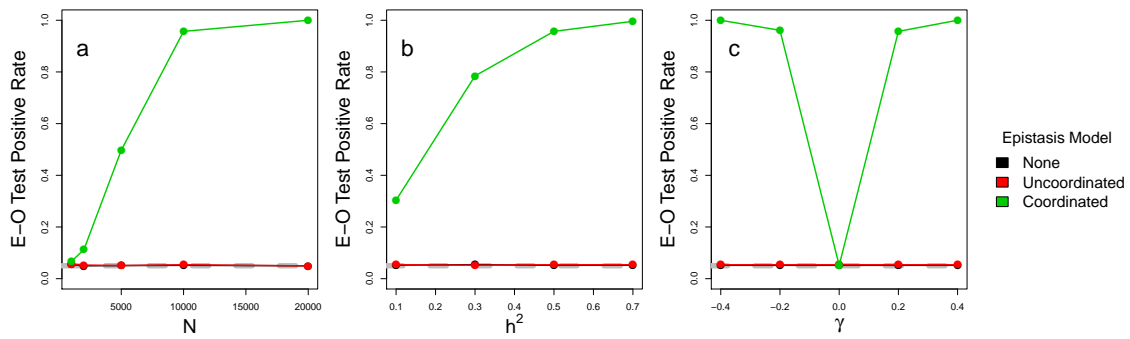 a
E−O Test Positive Rate
0.0
0.2
0.4
0.6
0.8
1.0
5000
10000
15000
20000
N
b
E−O Test Positive Rate
0.0
0.2
0.4
0.6
0.8
1.0
0.1
0.2
0.3
0.4
0.5
0.6
0.7
h²
c
E−O Test Positive Rate
0.0
0.2
0.4
0.6
0.8
1.0
−0.4
−0.2
0.0
0.2
0.4
γ
Epistasis Model
None
Uncoordinated
Coordinated